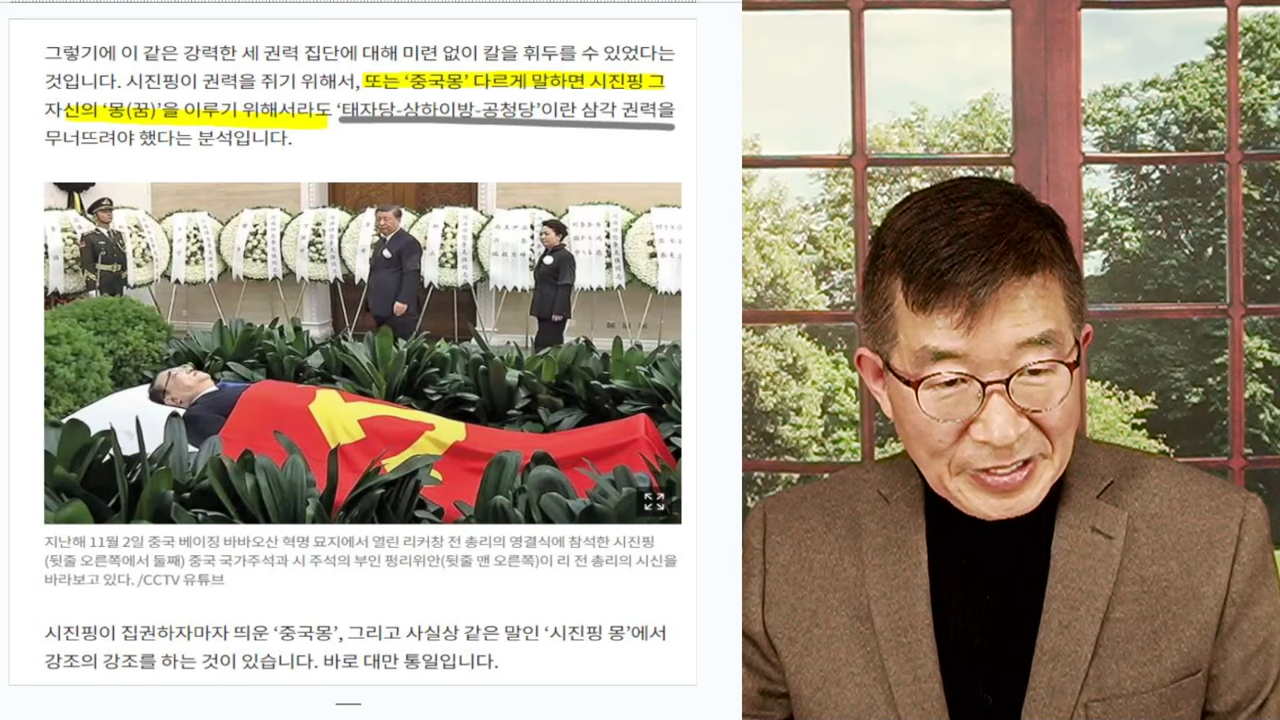 그렇기에 이 같은 강력한 세 권력 집단에 대해 미련 없이 칼을 휘두를 수 있었다는
것입니다. 시진핑이 권력을 쥐기 위해서, 또는 ‘중국몽’ 다르게 말하면 시진핑 그
자신의 ‘몽(꿈)’을 이루기 위해서라도 ‘태자당-상하이방-공청당’이란 삼각 권력을
무너뜨려야 했다는 분석입니다.
지난해 11월 2일 중국 베이징 바바오산 혁명 묘지에서 열린 리커창 전 총리의 영결식에 참석한 시진핑
(뒷줄 오른쪽에서 둘째) 중국 국가주석과 시 주석의 부인 펑리위안(뒷줄 맨 오른쪽)이 리 전 총리의 시신을
바라보고 있다. /CCTV 유튜브
시진핑이 집권하자마자 띄운 ‘중국몽’, 그리고 사실상 같은 말인 ‘시진핑 몽’에서
강조의 강조를 하는 것이 있습니다. 바로 대만 통일입니다.